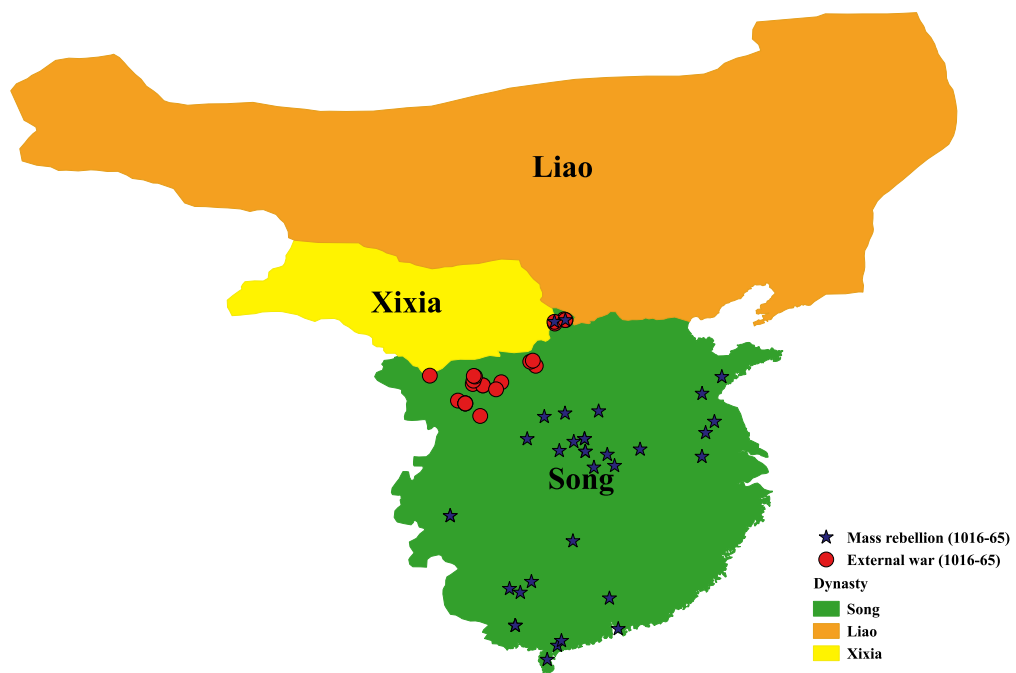 Liao
Xixia
Song
Mass rebellion (1016-65)
External war (1016-65)
Dynasty
Song
Liao
Xixia